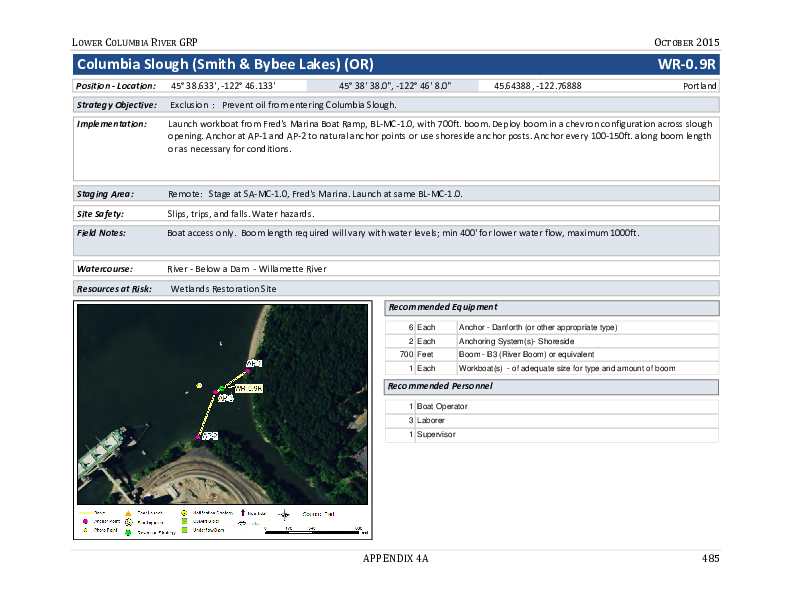 LOWER COLUMBIA RIVER GRP OCTOBER 2015
Columbia Slough (Smith & Bybee Lakes) (OR) WR-0.9R
Position - Location: 45° 38.633', -122° 46.133' 45° 38' 38.0", -122° 46' 8.0" 45.64388 , -122.76888 Portland
Strategy Objective: Exclusion : Prevent oil from entering Columbia Slough.
Implementation: Launch workboat from Fred's Marina Boat Ramp, BL-MC-1.0, with 700ft. boom. Deploy boom in a chevron configuration across slough
opening. Anchor at AP-1 and AP-2 to natural anchor points or use shoreside anchor posts. Anchor every 100-150ft. along boom length
or as necessary for conditions.
Staging Area: Remote: Stage at SA-MC-1.0, Fred's Marina. Launch at same BL-MC-1.0.
Site Safety: Slips, trips, and falls. Water hazards.
Field Notes: Boat access only. Boom length required will vary with water levels; min 400' for lower water flow, maximum 1000ft.
Watercourse: River - Below a Dam - Willamette River
Resources at Risk: Wetlands Restoration Site
Recommended Equipment
6 Each Anchor - Danforth (or other appropriate type)
2 Each Anchoring System(s)- Shoreside
700 Feet Boom - B3 (River Boom) or equivalent
1 Each Workboat(s) - of adequate size for type and amount of boom
Recommended Personnel
1 Boat Operator
3 Laborer
1 Supervisor
WR-0.9R
AP-2
Anchor Point
Photo Point
APPENDIX 4A 485